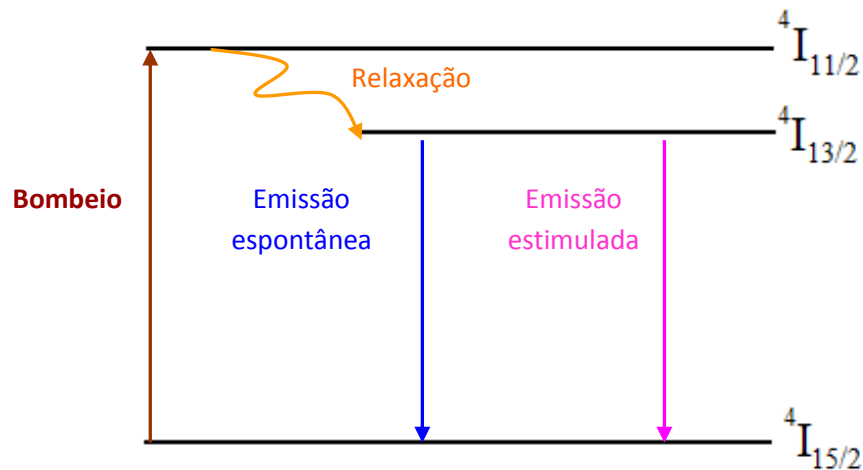 ⁴I₁₁/₂
Relaxação
⁴I₁₃/₂
Bombeio
Emissão
espontânea
Emissão
estimulada
⁴I₁₅/₂